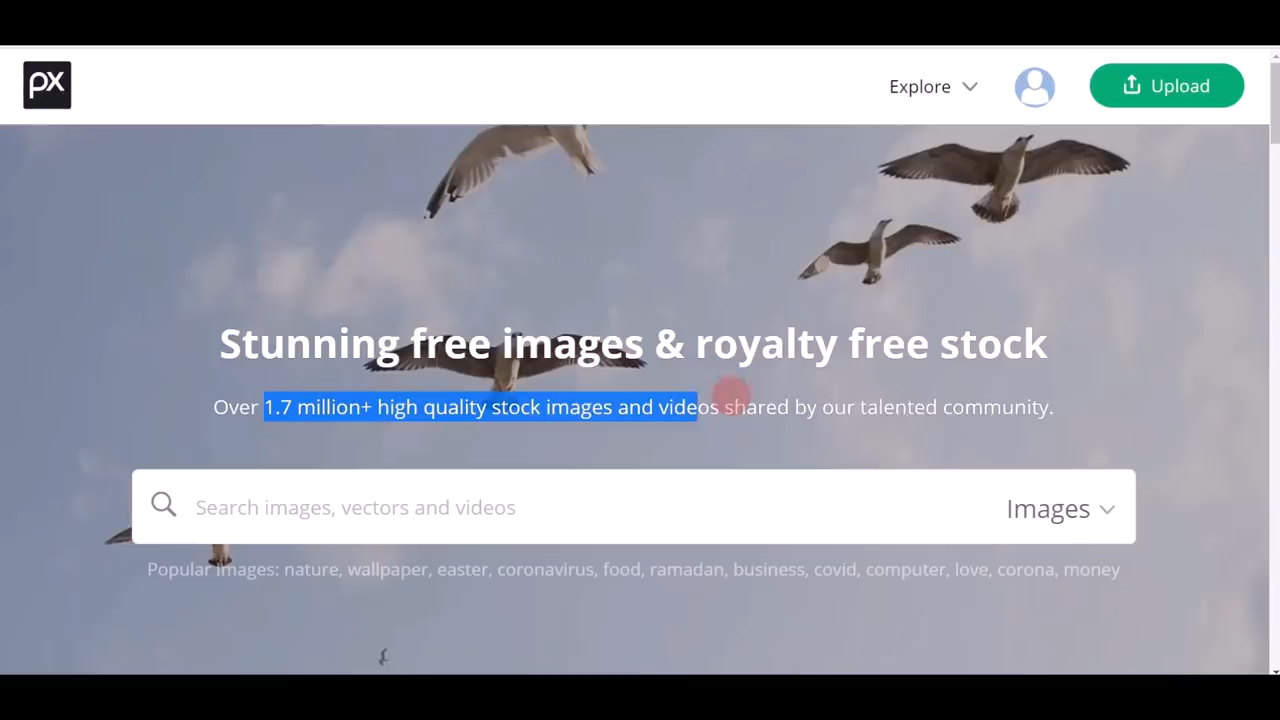 px
Explore
Upload
Stunning free images & royalty free stock
Over 1.7 million+ high quality stock images and videos shared by our talented community.
Search images, vectors and videos
Images
Popular Images: nature, wallpaper, easter, coronavirus, food, ramadan, business, covid, computer, love, corona, money